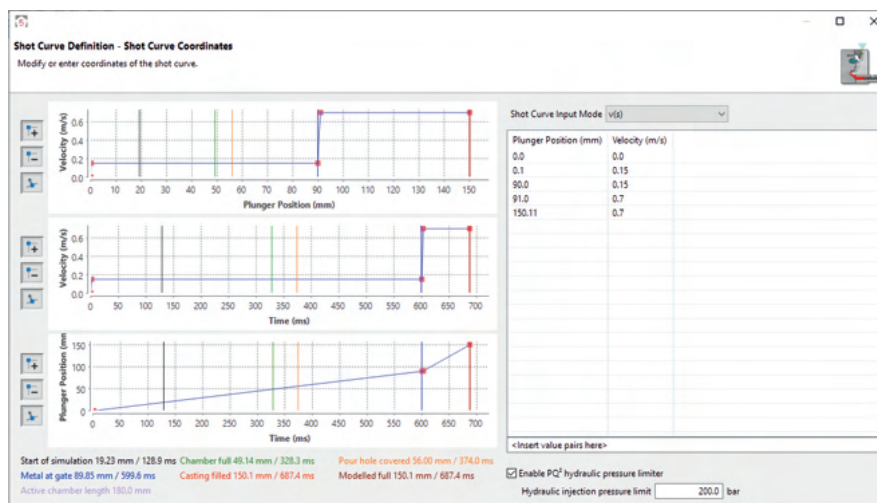 Shot Curve Definition - Shot Curve Coordinates
Modify or enter coordinates of the shot curve.
Velocity (m/s)
0.6
0.4
0.2
0.0
0 10 20 30 40 50 60 70 80 90 100 110 120 130 140 150
Plunger Position (mm)
Velocity (m/s)
0.6
0.4
0.2
0.0
0 50 100 150 200 250 300 350 400 450 500 550 600 650 700
Time (ms)
Plunger Position (mm
150
100
50
0
0 50 100 150 200 250 300 350 400 450 500 550 600 650 700
Time (ms)
Start of simulation 19.23 mm / 128.9 ms Chamber full 49.14 mm / 328.3 ms Pour hole covered 56.00 mm / 374.0 ms
Metal at gate 89.85 mm / 599.6 ms Casting filled 150.1 mm / 687.4 ms Modelled full 150.1 mm / 687.4 ms
Active chamber length 180.0 mm
Shot Curve Input Mode v(s)
Plunger Position (mm) Velocity (m/s)
0.0 0.0
0.1 0.15
90.0 0.15
91.0 0.7
150.11 0.7
<Insert value pairs here>
Enable PQ² hydraulic pressure limiter
Hydraulic injection pressure limit 200.0 bar